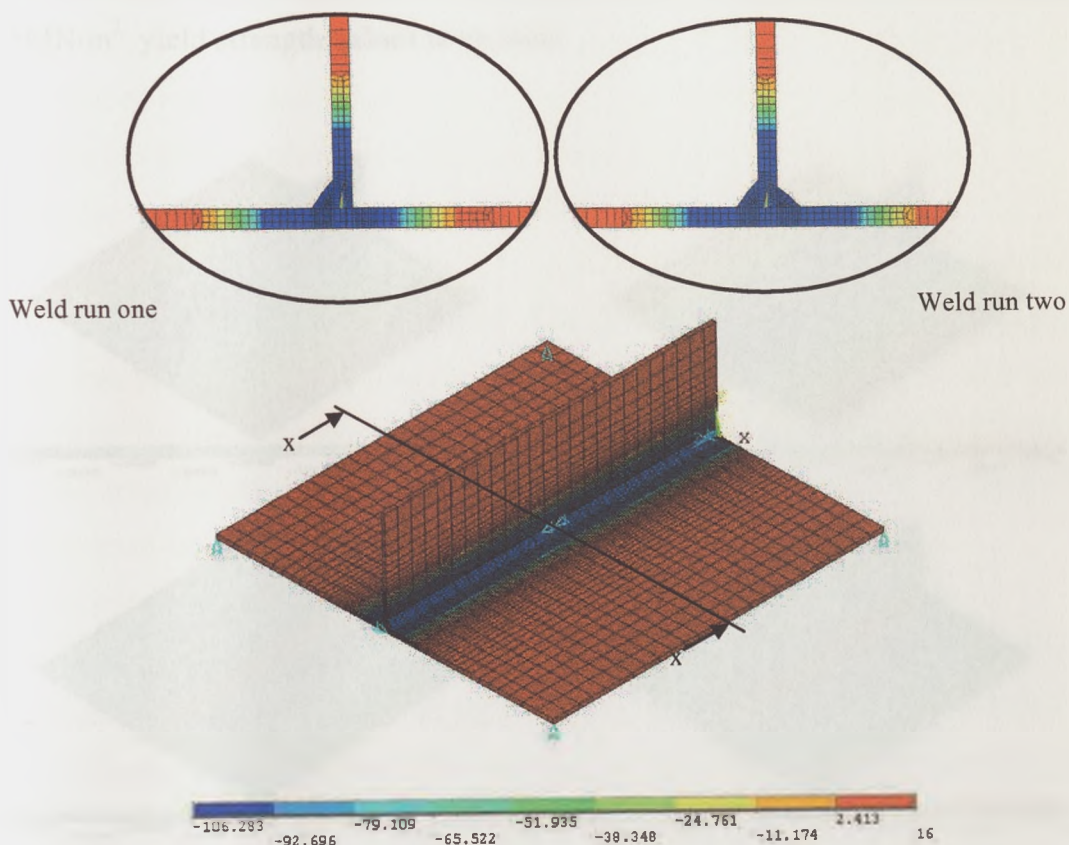 Weld run one
Weld run two
x
x
x
-106.283 -79.109 -51.935 -24.761 2.413
-92.696 -65.522 -38.348 -11.174 16